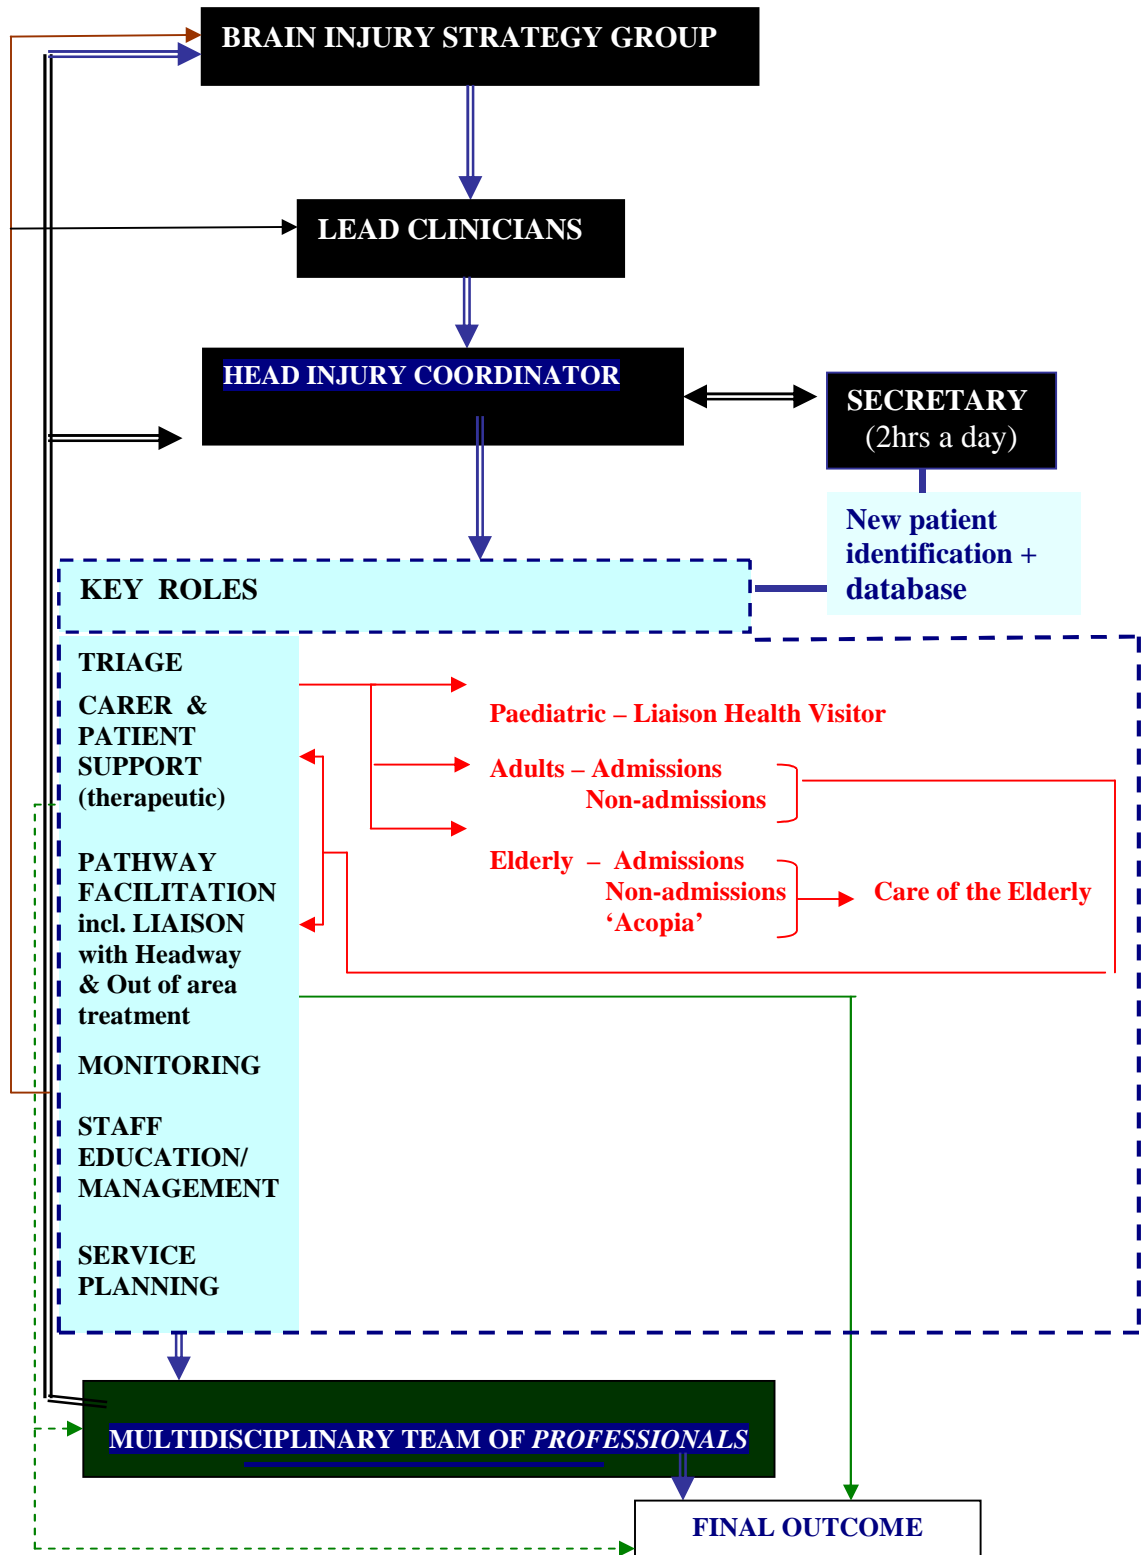 BRAIN INJURY STRATEGY GROUP
LEAD CLINICIANS
HEAD INJURY COORDINATOR
SECRETARY
(2hrs a day)
New patient
identification +
database
KEY ROLES
TRIAGE
CARER &
PATIENT
SUPPORT
(therapeutic)
PATHWAY
FACILITATION
incl. LIAISON
with Headway
& Out of area
treatment
MONITORING
STAFF
EDUCATION/
MANAGEMENT
SERVICE
PLANNING
Paediatric – Liaison Health Visitor
Adults – Admissions
Non-admissions
Elderly – Admissions
Non-admissions
‘Acopia’
Care of the Elderly
MULTIDISCIPLINARY TEAM OF PROFESSIONALS
FINAL OUTCOME